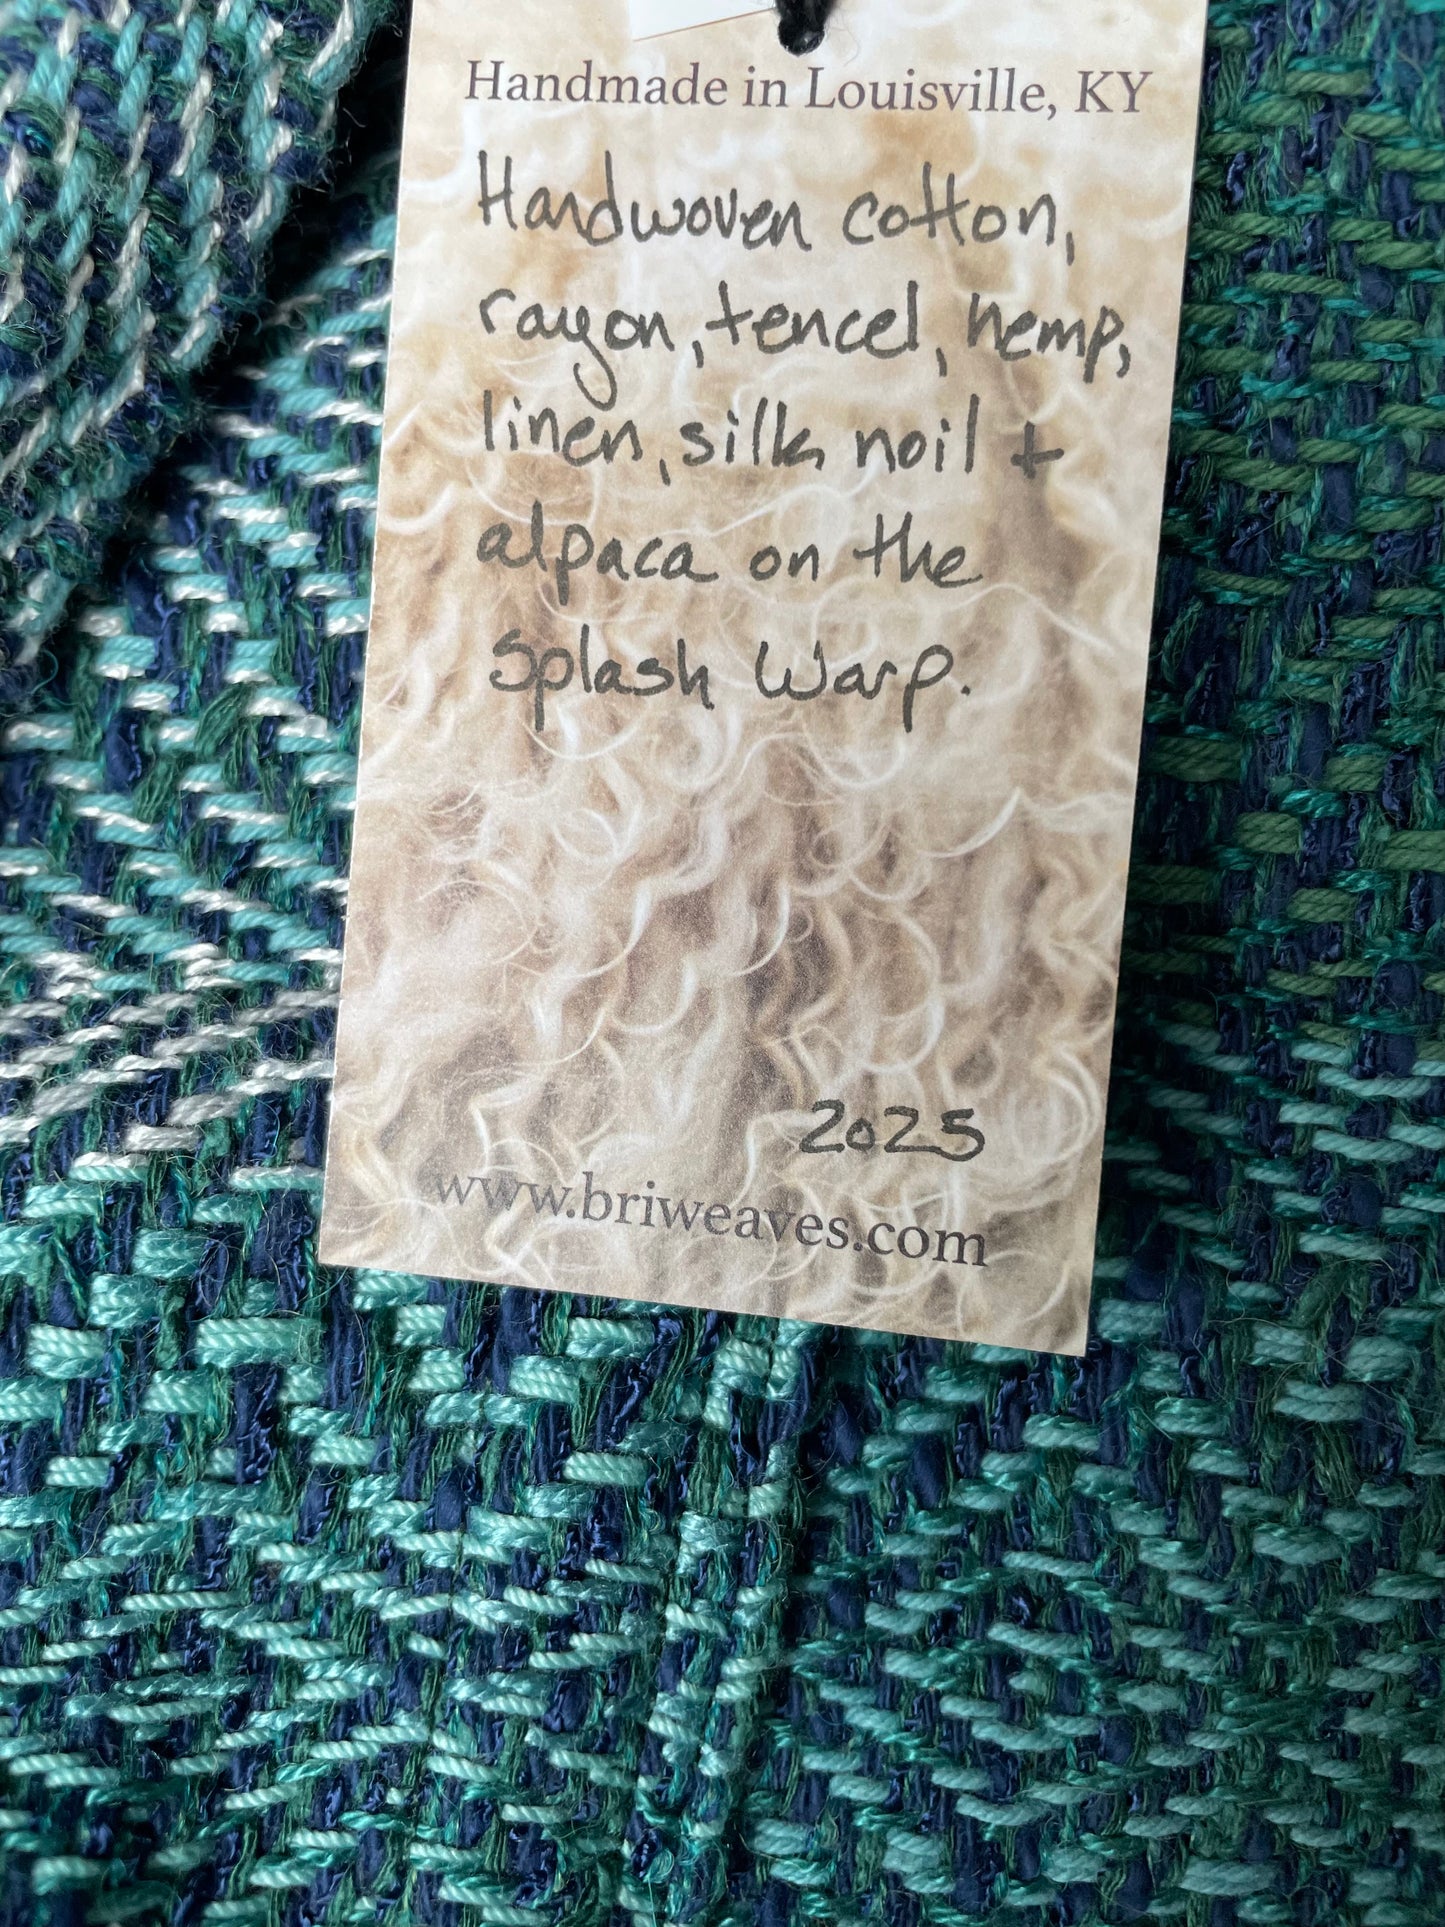 Handmade in Louisville, KY
Handwoven cotton,
rayon, tencel, hemp,
linen, silk noil +
alpaca on the
Splash Warp.
2025
www.briweaves.com